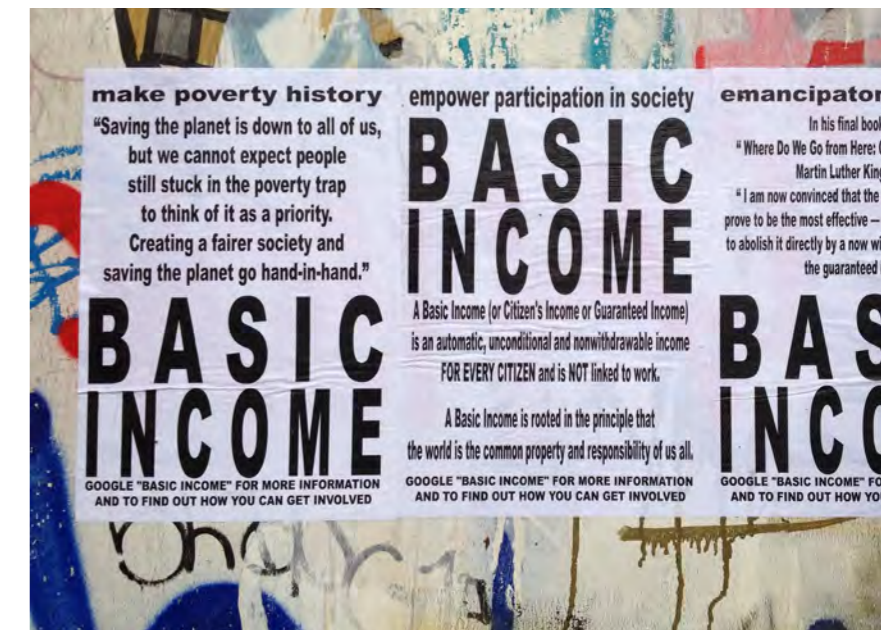 make poverty history
“Saving the planet is down to all of us,
but we cannot expect people
still stuck in the poverty trap
to think of it as a priority.
Creating a fairer society and
saving the planet go hand-in-hand.”
BASIC
INCOME
GOOGLE "BASIC INCOME" FOR MORE INFORMATION
AND TO FIND OUT HOW YOU CAN GET INVOLVED
empower participation in society
BASIC
INCOME
A Basic Income (or Citizen's Income or Guaranteed Income)
is an automatic, unconditional and nonwithdrawable income
FOR EVERY CITIZEN and is NOT linked to work.
A Basic Income is rooted in the principle that
the world is the common property and responsibility of us all.
GOOGLE "BASIC INCOME" FOR MORE INFORMATION
AND TO FIND OUT HOW YOU CAN GET INVOLVED
In his final book
“ Where Do We Go from Here:
Martin Luther King
“ I am now convinced that the
prove to be the most effective —
to abolish it directly by a now
the guaranteed
BAS
INCO
GOOGLE "BASIC INCOME"
AND TO FIND OUT HOW